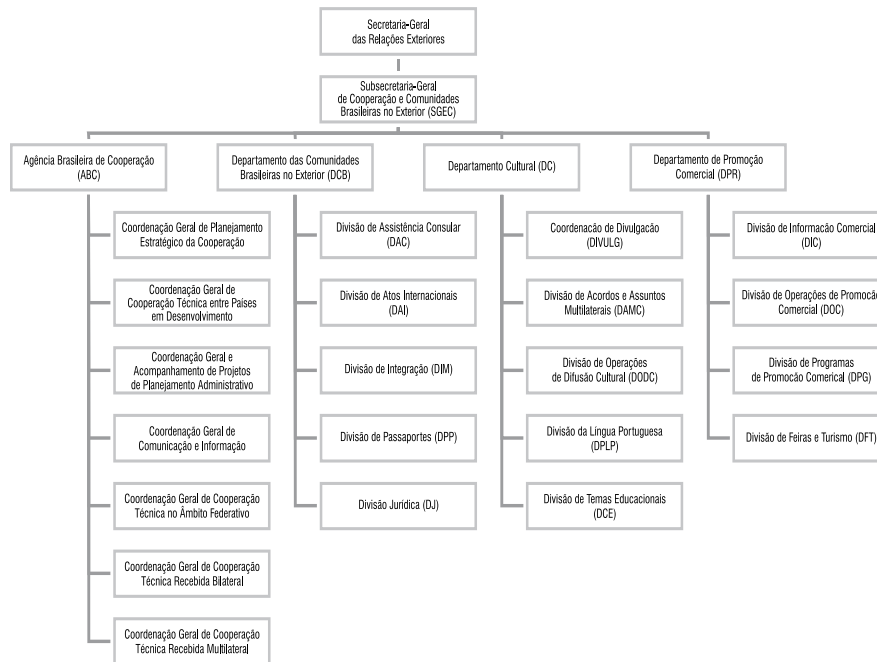 Secretaria-Geral
das Relações Exteriores
Subsecretaria-Geral
de Cooperação e Comunidades
Brasileiras no Exterior (SGEC)
Agência Brasileira de Cooperação
(ABC)
Coordenação Geral de Planejamento
Estratégico da Cooperação
Coordenação Geral de
Cooperação Técnica entre Países
em Desenvolvimento
Coordenação Geral e
Acompanhamento de Projetos
de Planejamento Administrativo
Coordenação Geral de
Comunicação e Informação
Coordenação Geral de Cooperação
Técnica no Âmbito Federativo
Coordenação Geral de Cooperação
Técnica Recebida Bilateral
Coordenação Geral de Cooperação
Técnica Recebida Multilateral
Departamento das Comunidades
Brasileiras no Exterior (DCB)
Divisão de Assistência Consular
(DAC)
Divisão de Atos Internacionais
(DAI)
Divisão de Integração (DIM)
Divisão de Passaportes (DPP)
Divisão Jurídica (DJ)
Departamento Cultural (DC)
Coordenacão de Divulgação
(DIVULG)
Divisão de Acordos e Assuntos
Multilaterais (DAMC)
Divisão de Operações
de Difusão Cultural (DODC)
Divisão da Língua Portuguesa
(DPLP)
Divisão de Temas Educacionais
(DCE)
Departamento de Promoção
Comercial (DPR)
Divisão de Informacão Comercial
(DIC)
Divisão de Operações de Promoção
Comercial (DOC)
Divisão de Programas
de Promocão Comerical (DPG)
Divisão de Feiras e Turismo (DFT)